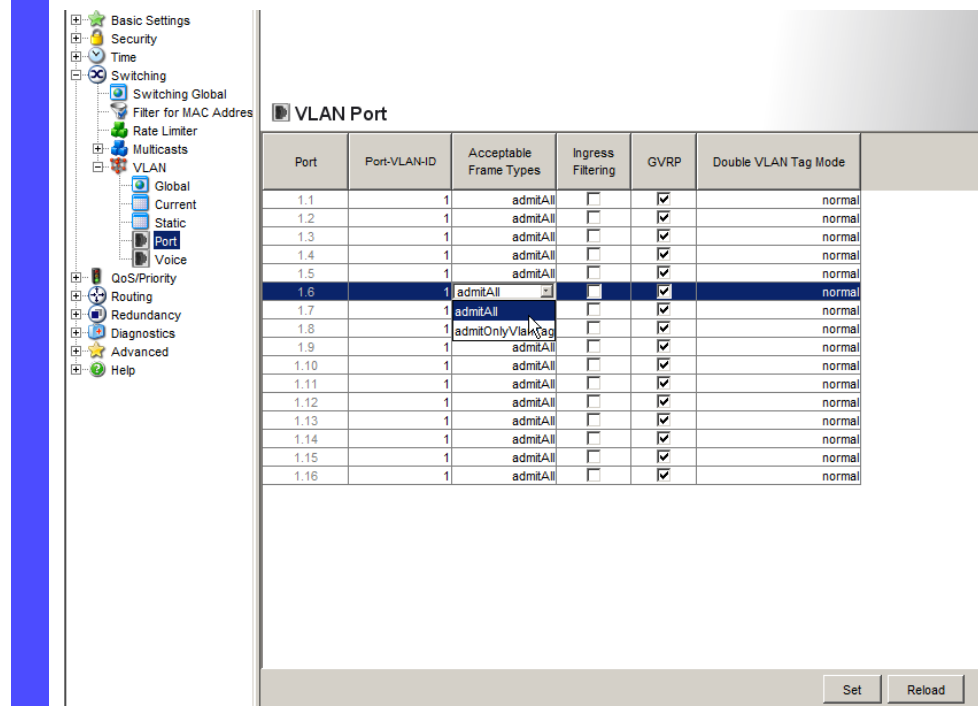 Basic Settings
Security
Time
Switching
Switching Global
Filter for MAC Addres
Rate Limiter
Multicasts
VLAN
Global
Current
Static
Port
Voice
QoS/Priority
Routing
Redundancy
Diagnostics
Advanced
Help
VLAN Port
Port Port-VLAN-ID Acceptable Frame Types Ingress Filtering GVRP Double VLAN Tag Mode
1.1 1 admitAll normal
1.2 1 admitAll normal
1.3 1 admitAll normal
1.4 1 admitAll normal
1.5 1 admitAll normal
1.6 1 admitAll normal
1.7 1 admitAll normal
1.8 1 admitOnlyVlanTag normal
1.9 1 admitAll normal
1.10 1 admitAll normal
1.11 1 admitAll normal
1.12 1 admitAll normal
1.13 1 admitAll normal
1.14 1 admitAll normal
1.15 1 admitAll normal
1.16 1 admitAll normal
Set Reload